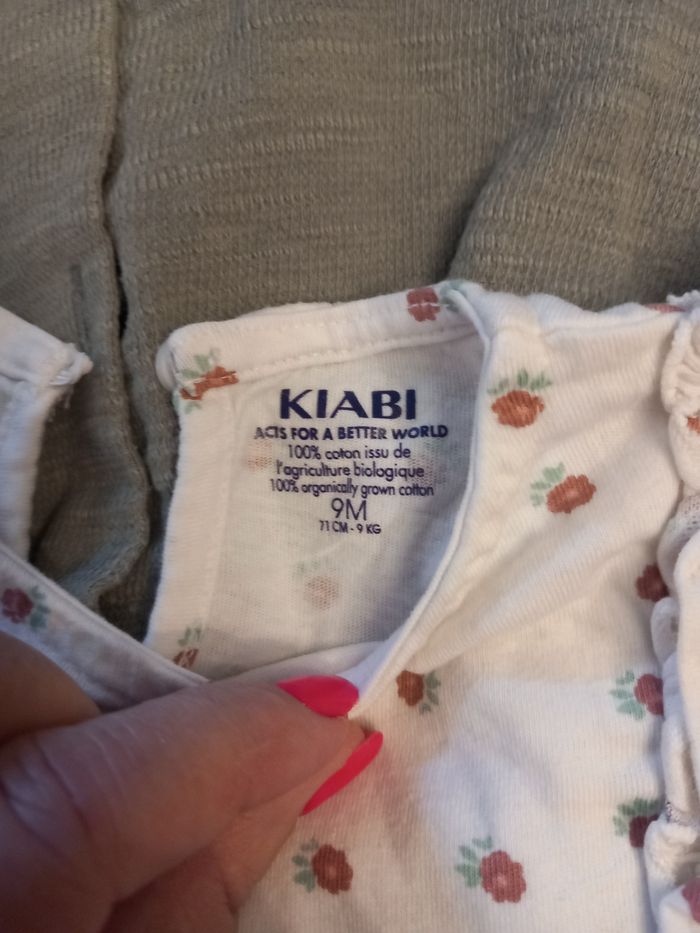 KIABI
ACTS FOR A BETTER WORLD
100% coton issu de
l'agriculture biologique
100% organically grown cotton
9M
71 CM - 9 KG